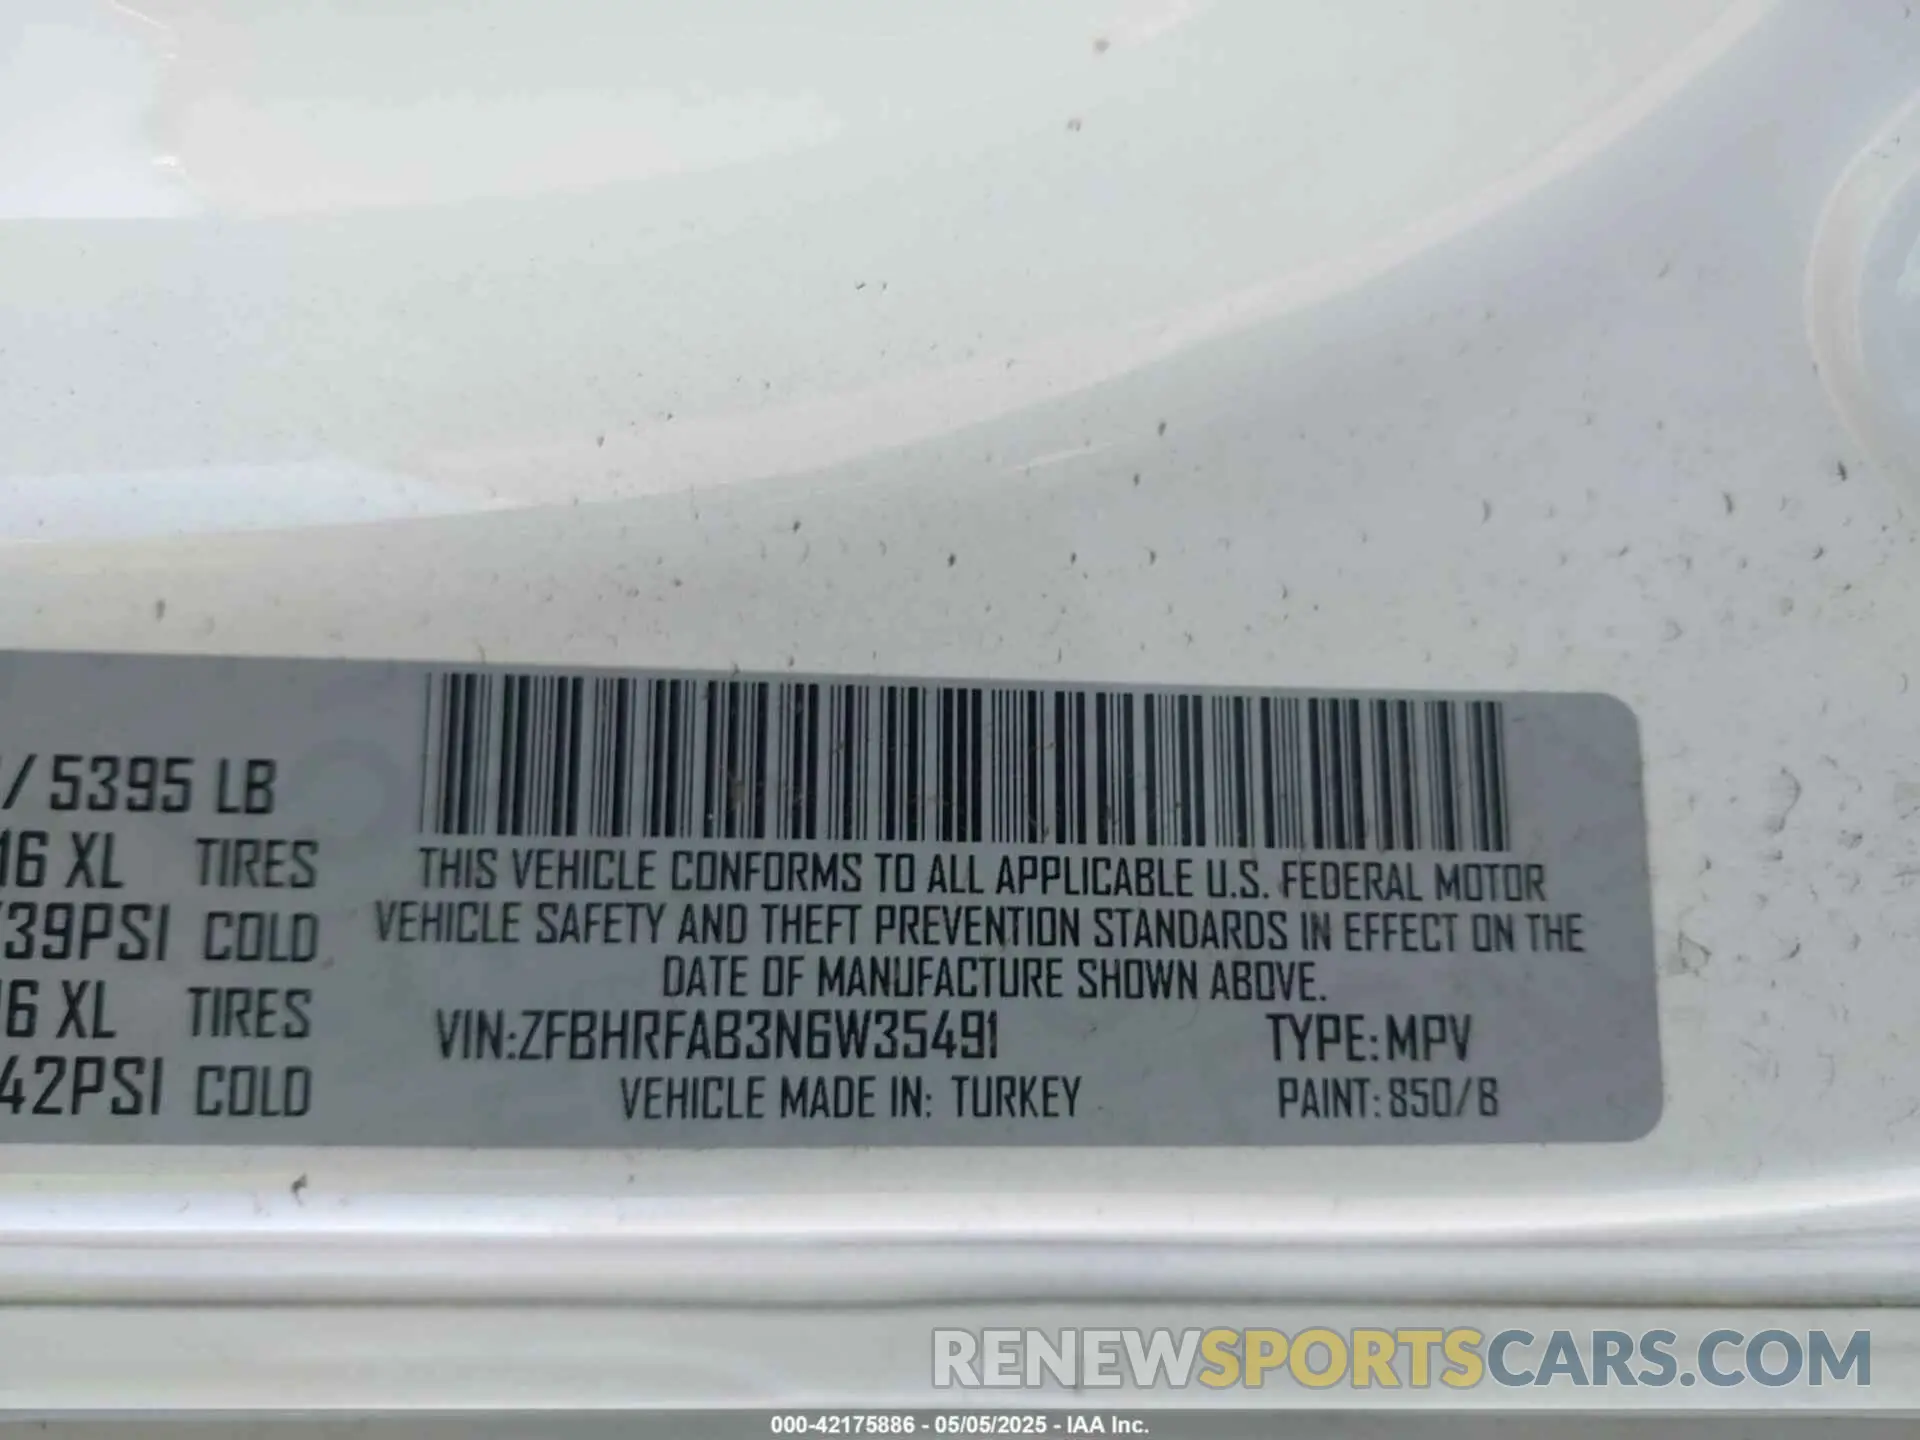 / 5395 LB
16 XL TIRES
39PSI COLD
16 XL TIRES
42PSI COLD
THIS VEHICLE CONFORMS TO ALL APPLICABLE U.S. FEDERAL MOTOR
VEHICLE SAFETY AND THEFT PREVENTION STANDARDS IN EFFECT ON THE
DATE OF MANUFACTURE SHOWN ABOVE.
VIN:ZFBHRFAB3N6W35491 TYPE:MPV
VEHICLE MADE IN: TURKEY PAINT:850/B
RENEWSPORTSCARS.COM
000-42175886 - 05/05/2025 - IAA Inc.